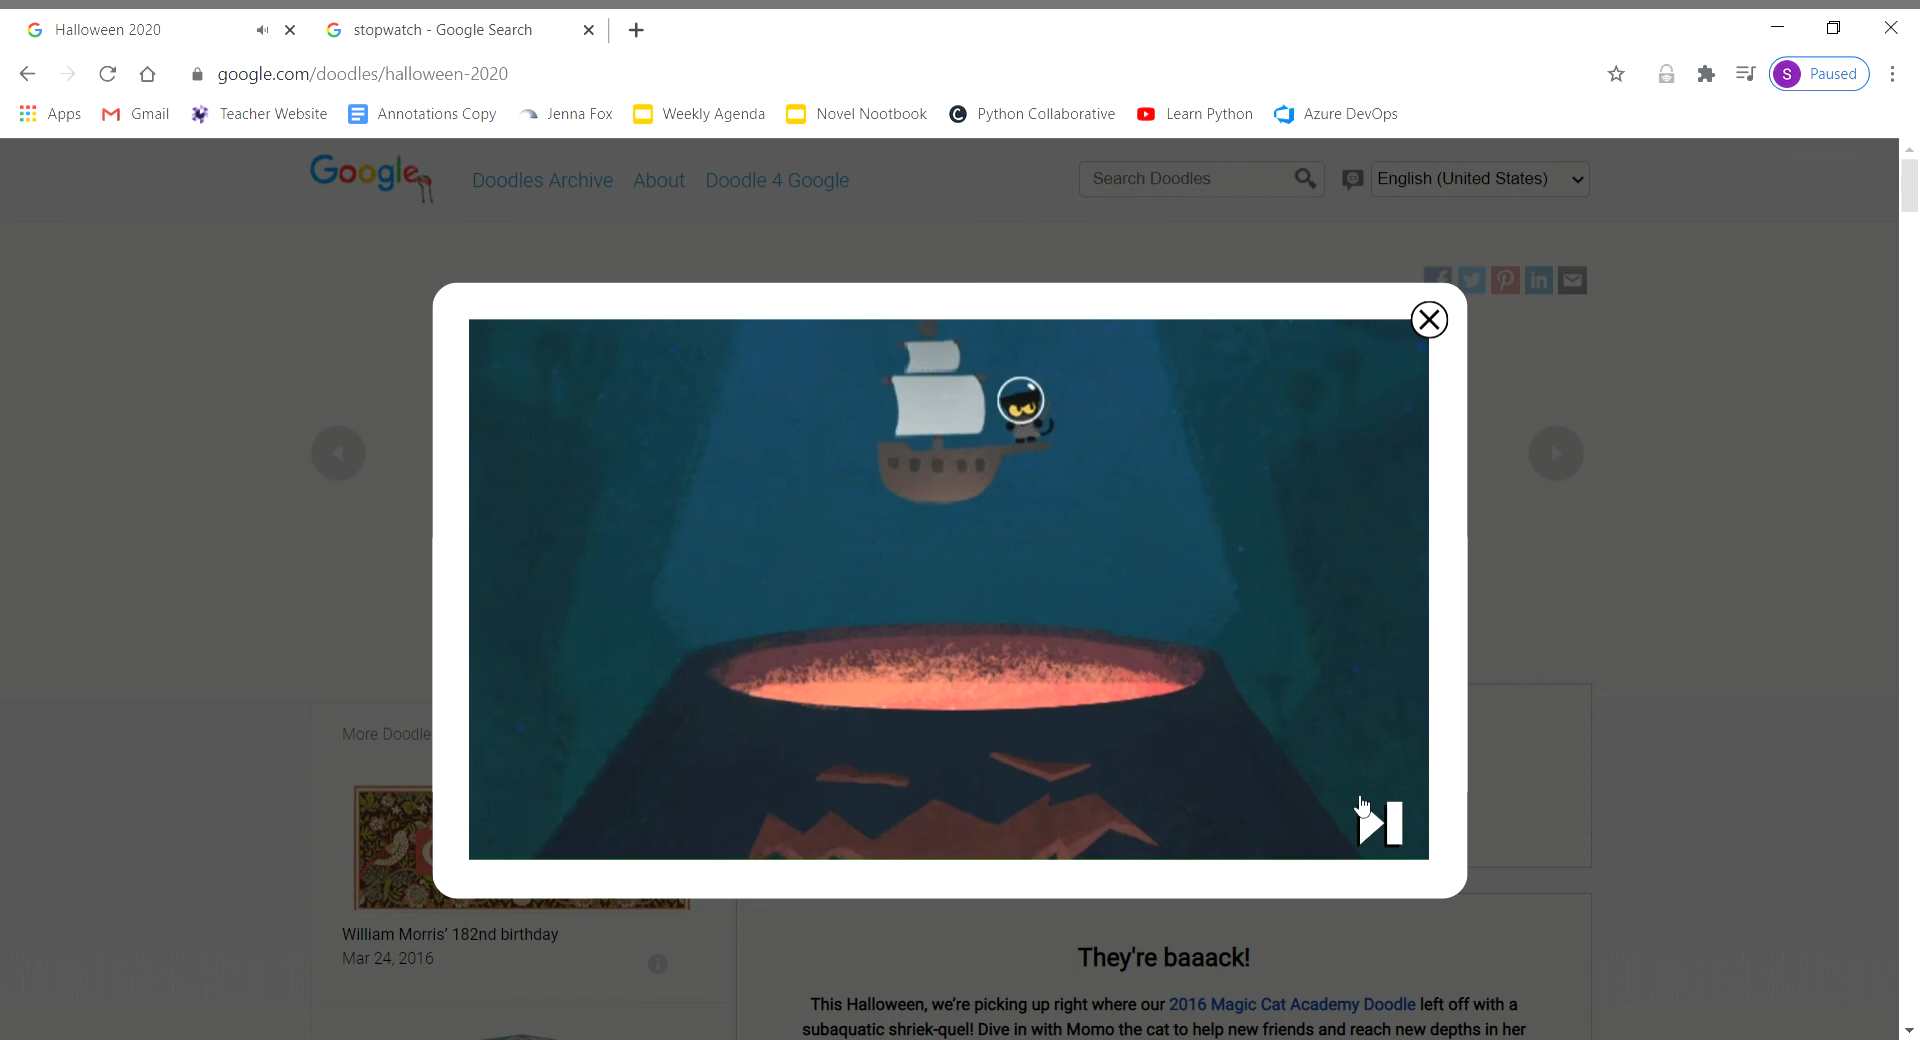 Halloween 2020
stopwatch - Google Search
google.com/doodles/halloween-2020
S Paused
Apps Gmail Teacher Website Annotations Copy Jenna Fox Weekly Agenda Novel Nootbook Python Collaborative Learn Python Azure DevOps
Google Doodles Archive About Doodle 4 Google Search Doodles English (United States)
More Doodle
William Morris' 182nd birthday
Mar 24, 2016
They're baaack!
This Halloween, we're picking up right where our 2016 Magic Cat Academy Doodle left off with a
subaquatic shriek-quel! Dive in with Momo the cat to help new friends and reach new depths in her